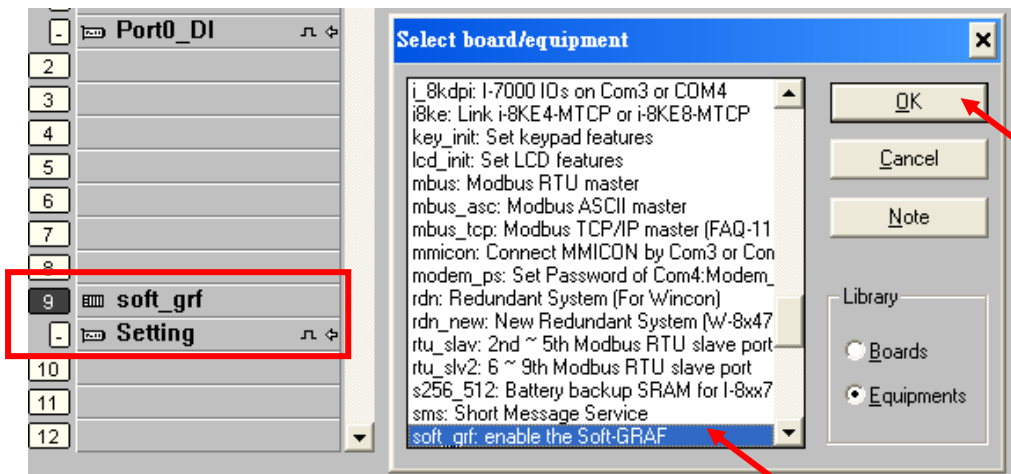 - Port0_DI
2
3
4
5
6
7
8
9 soft_grf
- Setting
10
11
12
Select board/equipment
i_8kdpi: I-7000 IOs on Com3 or COM4
i8ke: Link i-8KE4-MTCP or i-8KE8-MTCP
key_init: Set keypad features
lcd_init: Set LCD features
mbus: Modbus RTU master
mbus_asc: Modbus ASCII master
mbus_tcp: Modbus TCP/IP master (FAQ-11
mmicon: Connect MMICON by Com3 or Con
modem_ps: Set Password of Com4:Modem_
rdn: Redundant System (For Wincon)
rdn_new: New Redundant System (W-8x47
rtu_slav: 2nd ~ 5th Modbus RTU slave port
rtu_slv2: 6 ~ 9th Modbus RTU slave port
s256_512: Battery backup SRAM for I-8xx7
sms: Short Message Service
soft_grf: enable the Soft-GRAF
OK
Cancel
Note
Library
Boards
Equipments